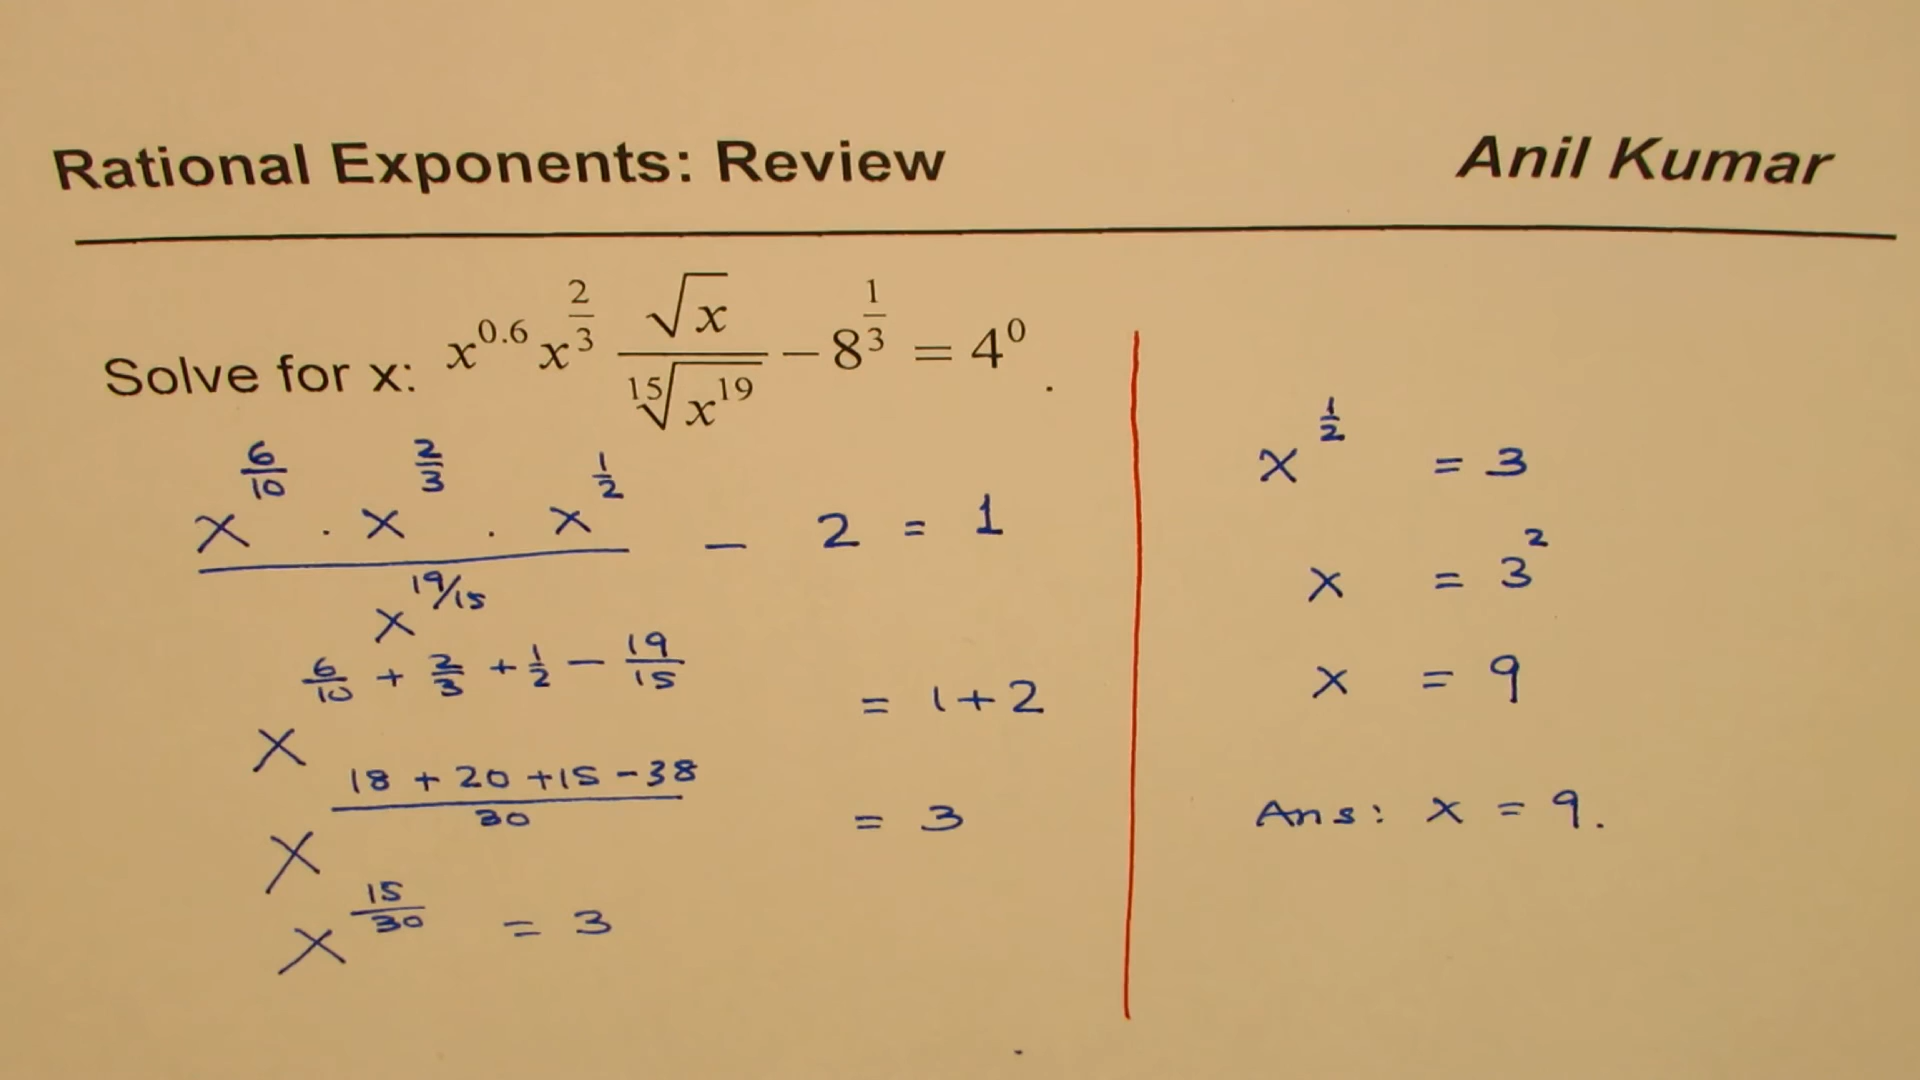 Rational Exponents: Review
Anil Kumar
Solve for x: x^0.6 x^(2/3) √x / ¹⁵√(x^19) − 8^(1/3) = 4^0 .
x^(6/10) . x^(2/3) . x^(1/2) / x^(19/15) − 2 = 1
x^(6/10 + 2/3 + 1/2 − 19/15) = 1 + 2
x^((18 + 20 + 15 − 38)/30) = 3
x^(15/30) = 3
x^(1/2) = 3
x = 3^2
x = 9
Ans: x = 9.